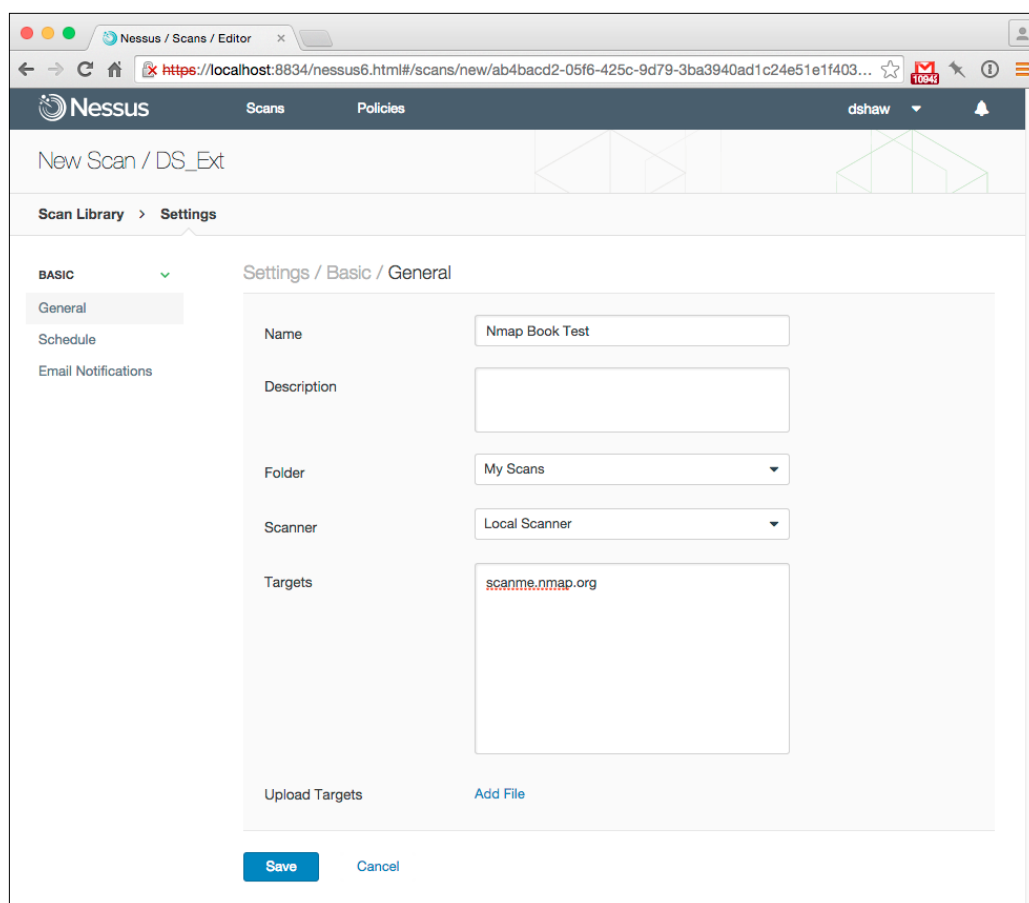 Nessus / Scans / Editor
https://localhost:8834/nessus6.html#/scans/new/ab4bacd2-05f6-425c-9d79-3ba3940ad1c24e51e1f403...
Nessus Scans Policies dshaw
New Scan / DS_Ext
Scan Library > Settings
BASIC
General
Schedule
Email Notifications
Settings / Basic / General
Name Nmap Book Test
Description
Folder My Scans
Scanner Local Scanner
Targets scanme.nmap.org
Upload Targets Add File
Save Cancel